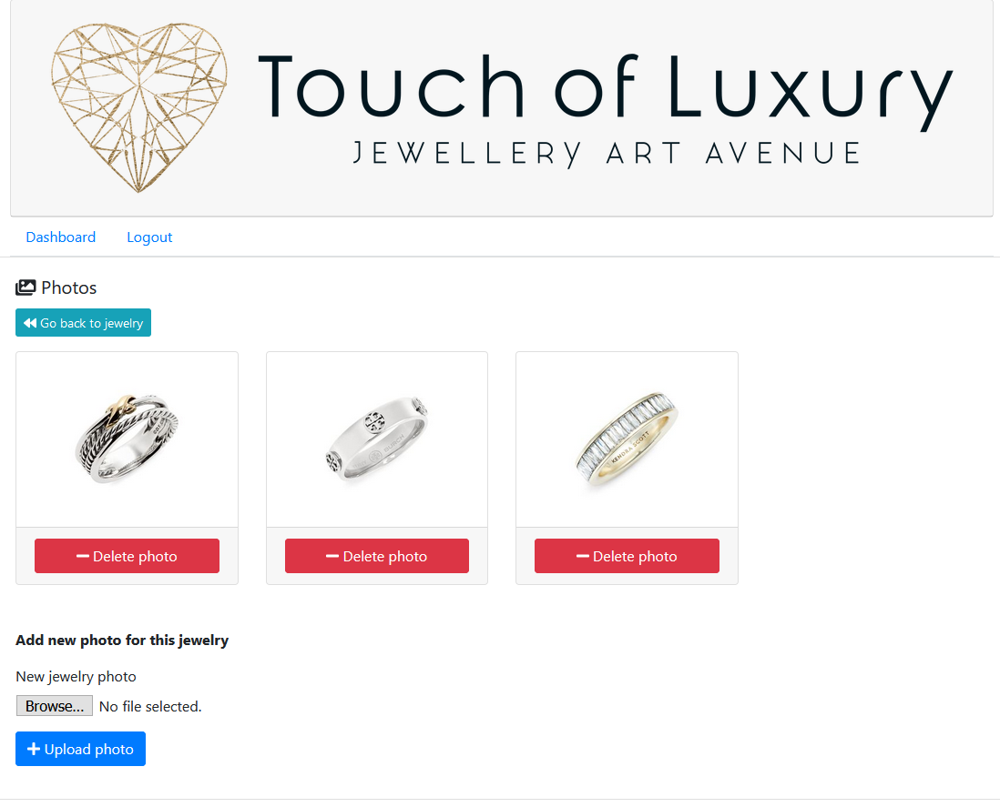 Touch of Luxury
JEWELLERY ART AVENUE
Dashboard Logout
Photos
Go back to jewelry
KENDRA SCOTT
Delete photo Delete photo Delete photo
Add new photo for this jewelry
New jewelry photo
Browse... No file selected.
Upload photo